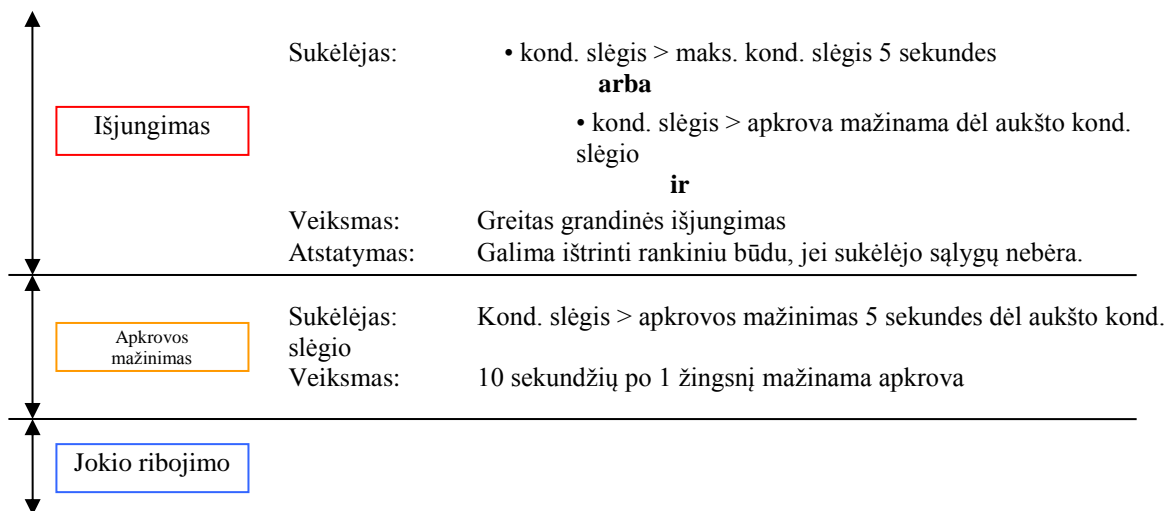 Sukėlėjas: • kond. slėgis > maks. kond. slėgis 5 sekundes
arba
Išjungimas
• kond. slėgis > apkrova mažinama dėl aukšto kond.
slėgio
ir
Veiksmas: Greitas grandinės išjungimas
Atstatymas: Galima ištrinti rankiniu būdu, jei sukėlėjo sąlygų nebėra.
Apkrovos
mažinimas
Sukėlėjas: Kond. slėgis > apkrovos mažinimas 5 sekundes dėl aukšto kond.
slėgio
Veiksmas: 10 sekundžių po 1 žingsnį mažinama apkrova
Jokio ribojimo